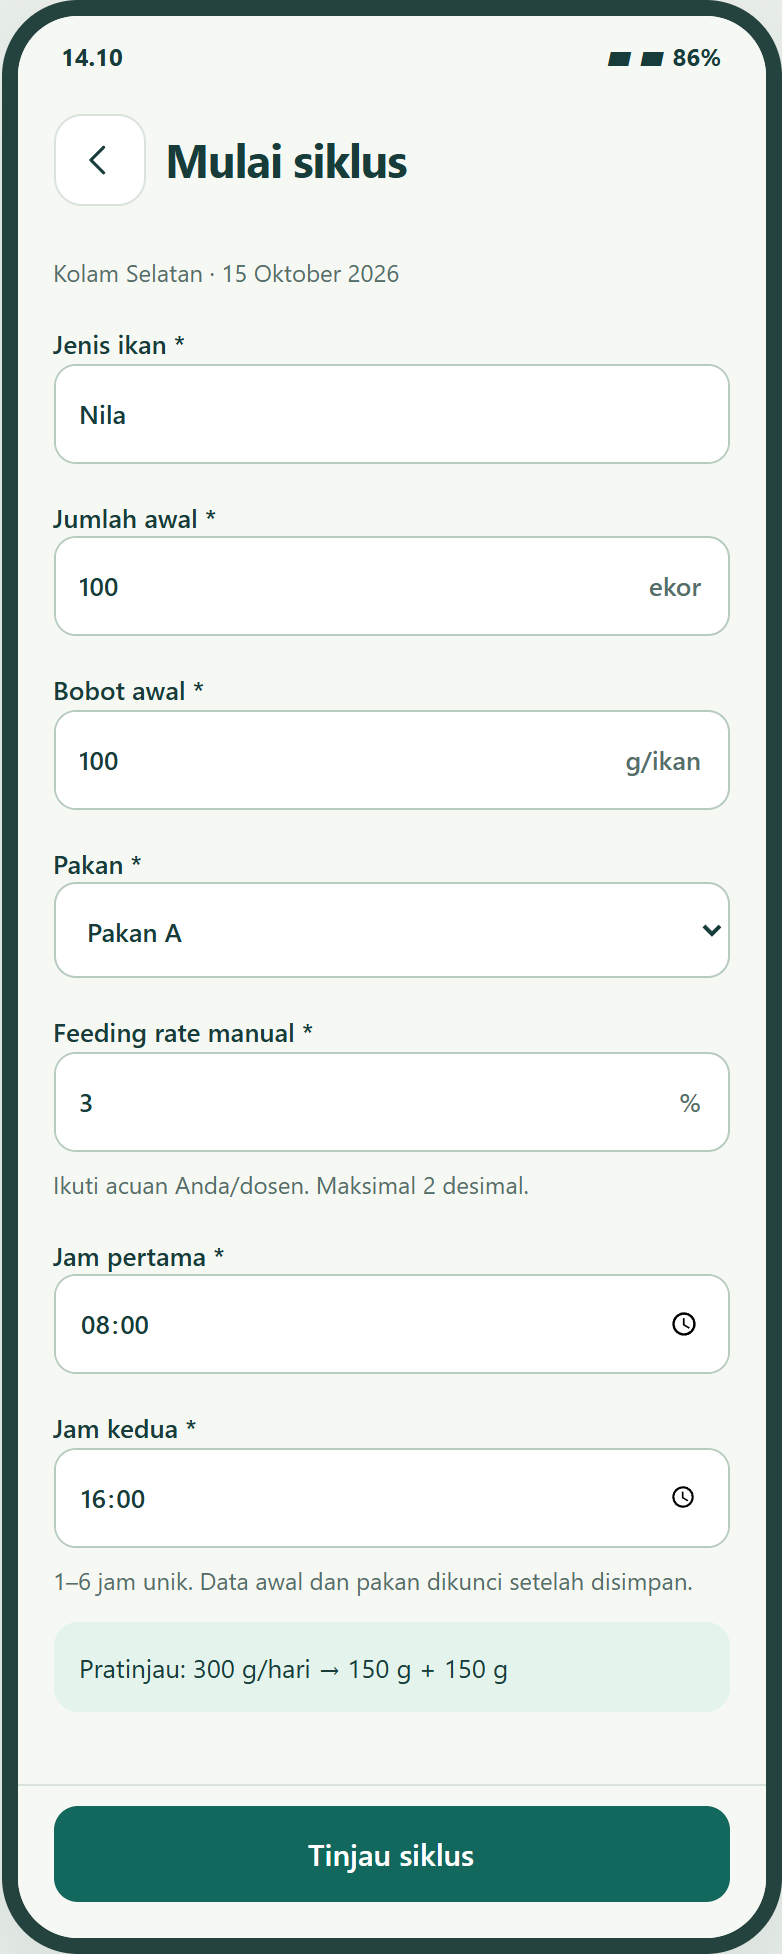 14.10
86%
Mulai siklus
Kolam Selatan · 15 Oktober 2026
Jenis ikan *
Nila
Jumlah awal *
100 ekor
Bobot awal *
100 g/ikan
Pakan *
Pakan A
Feeding rate manual *
3 %
Ikuti acuan Anda/dosen. Maksimal 2 desimal.
Jam pertama *
08:00
Jam kedua *
16:00
1–6 jam unik. Data awal dan pakan dikunci setelah disimpan.
Pratinjau: 300 g/hari → 150 g + 150 g
Tinjau siklus